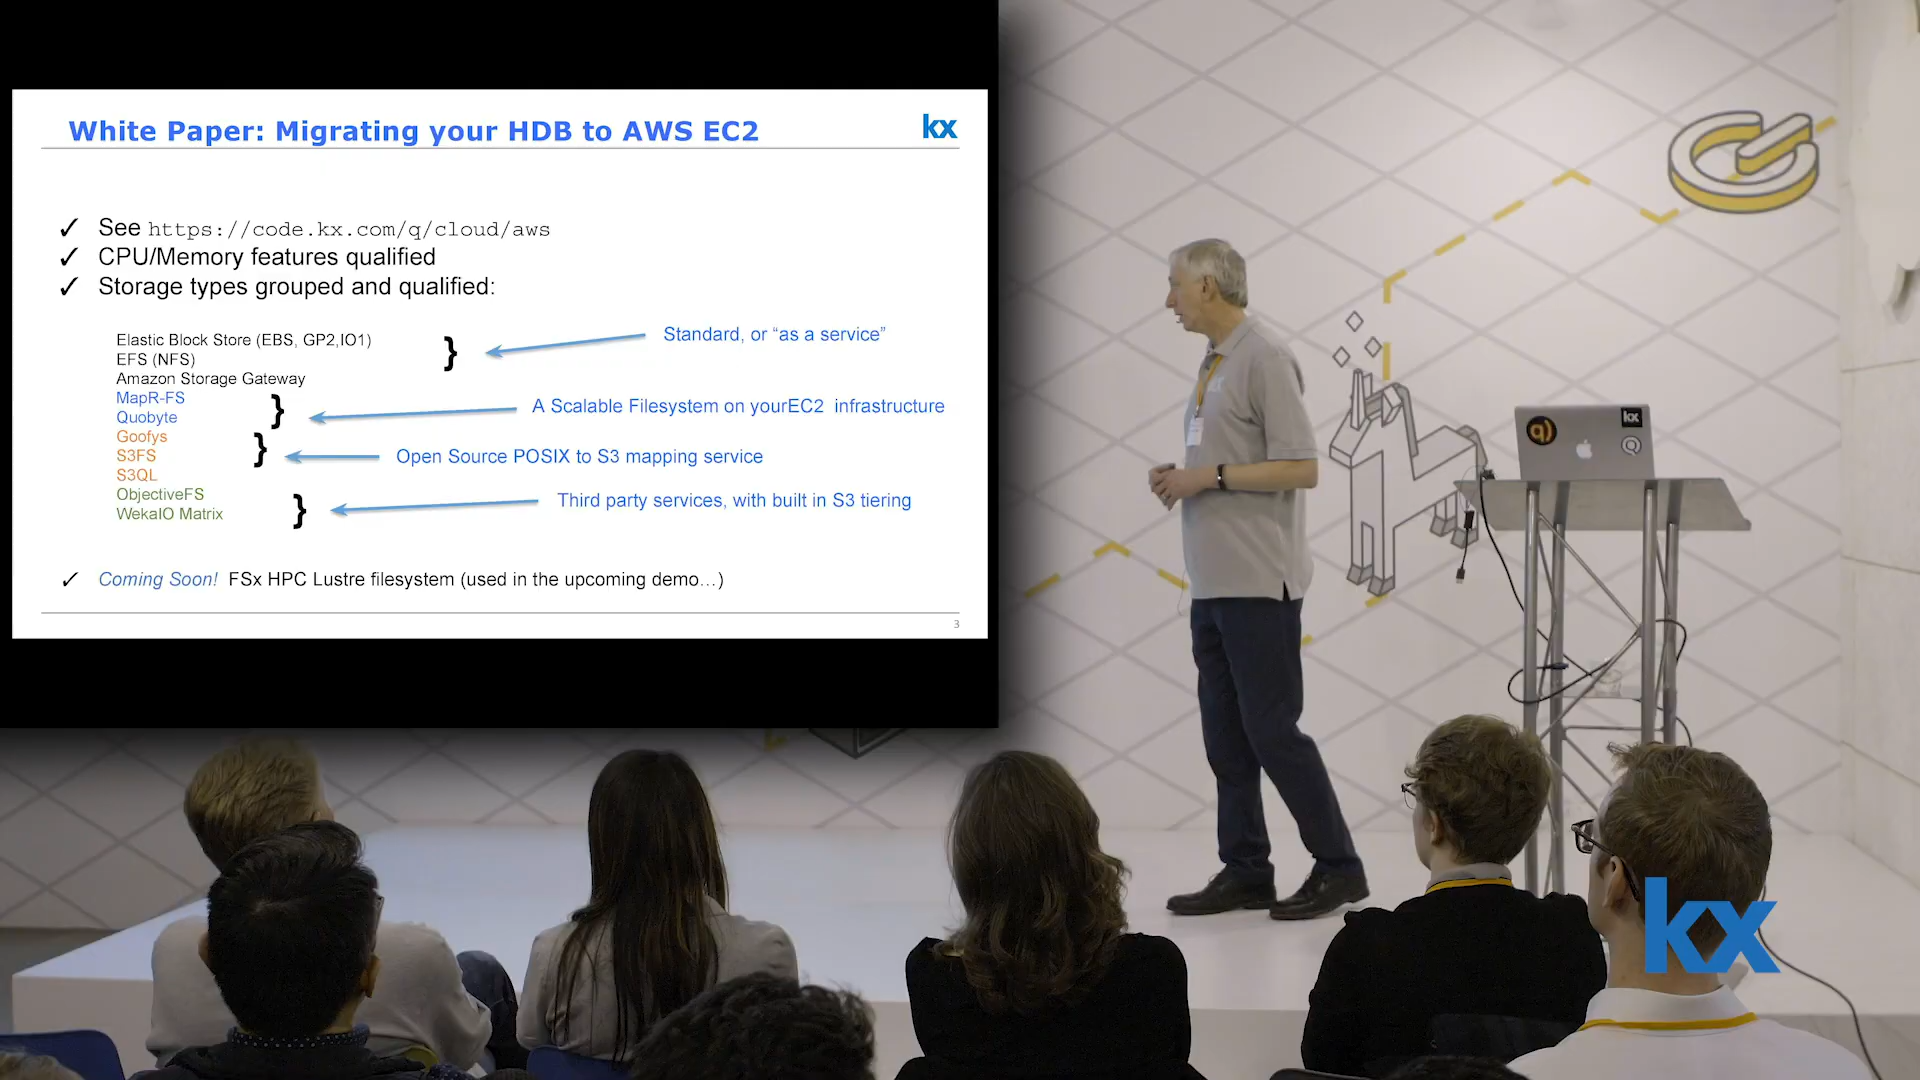 White Paper: Migrating your HDB to AWS EC2
kx
✓ See https://code.kx.com/q/cloud/aws
✓ CPU/Memory features qualified
✓ Storage types grouped and qualified:
Elastic Block Store (EBS, GP2,IO1)
EFS (NFS)
Amazon Storage Gateway
} Standard, or “as a service”
MapR-FS
Quobyte
} A Scalable Filesystem on yourEC2 infrastructure
Goofys
S3FS
S3QL
} Open Source POSIX to S3 mapping service
ObjectiveFS
WekaIO Matrix
} Third party services, with built in S3 tiering
✓ Coming Soon! FSx HPC Lustre filesystem (used in the upcoming demo...)
3
q)
kx
kx